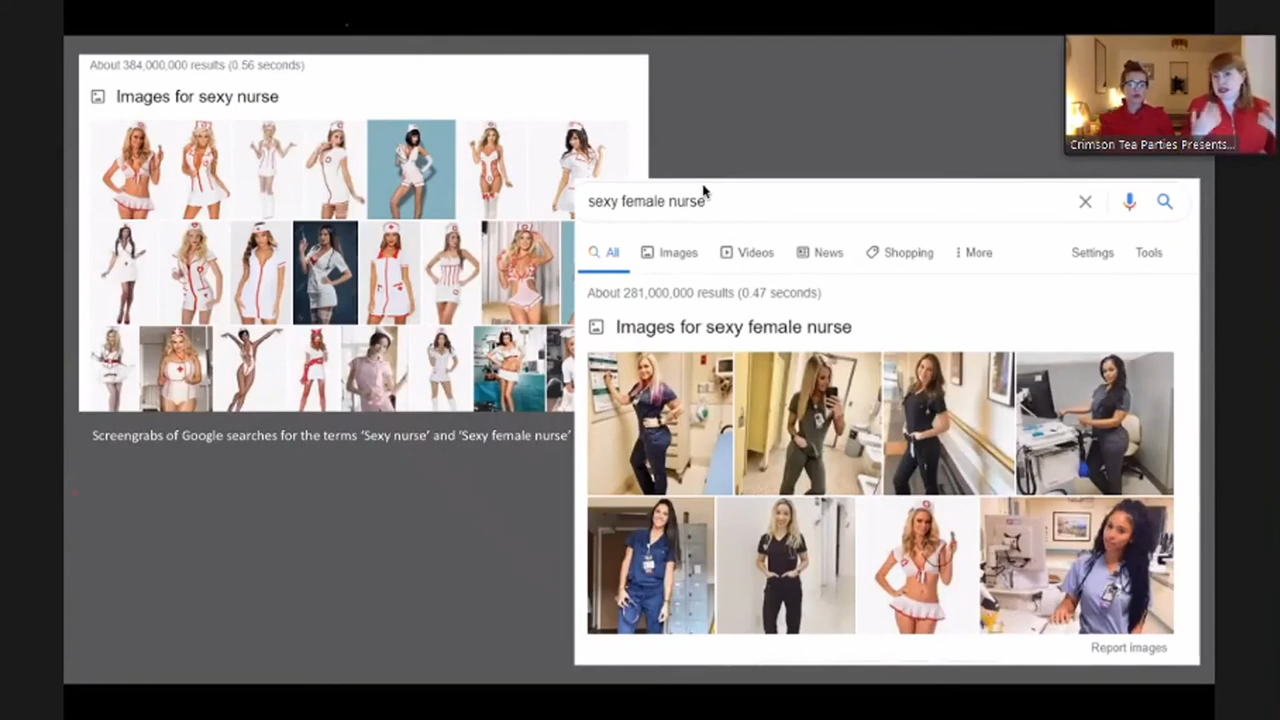 About 384,000,000 results (0.56 seconds)
Images for sexy nurse
Crimson Tea Parties Presents...
sexy female nurse
All Images Videos News Shopping More Settings Tools
About 281,000,000 results (0.47 seconds)
Images for sexy female nurse
Screengrabs of Google searches for the terms ‘Sexy nurse’ and ‘Sexy female nurse’
Report images